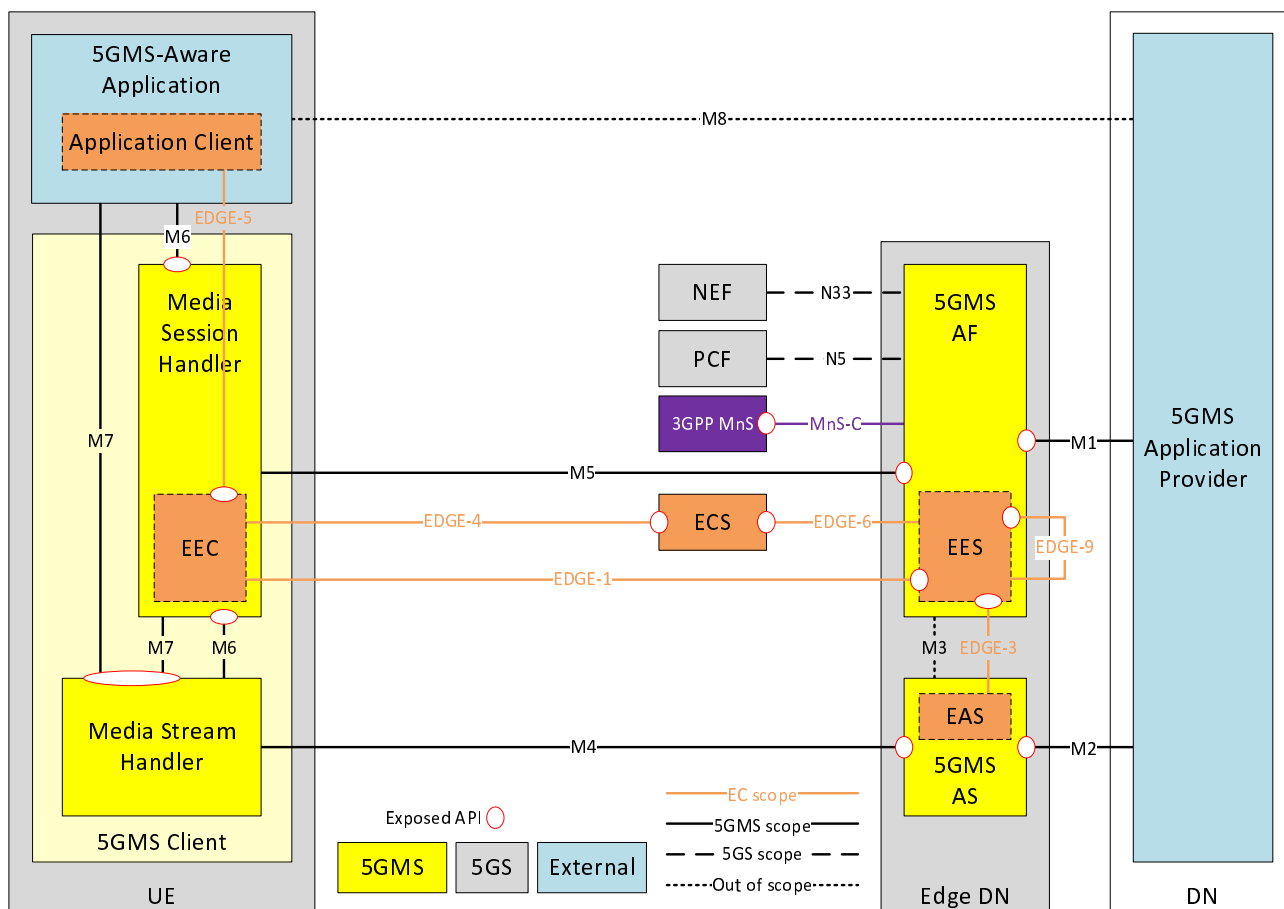 5GMS-Aware
Application
Application Client
M8
EDGE-5
M6
NEF
N33
5GMS
AF
Media
Session
Handler
PCF
N5
3GPP MnS
MnS-C
M7
M1
5GMS
Application
Provider
M5
EDGE-4
ECS
EDGE-6
EEC
EES
EDGE-9
EDGE-1
M7
M6
M3
EDGE-3
EAS
Media Stream
Handler
M4
M2
5GMS
AS
EC scope
Exposed API
5GMS scope
5GMS Client
5GS scope
5GMS
5GS
External
Out of scope
UE
Edge DN
DN